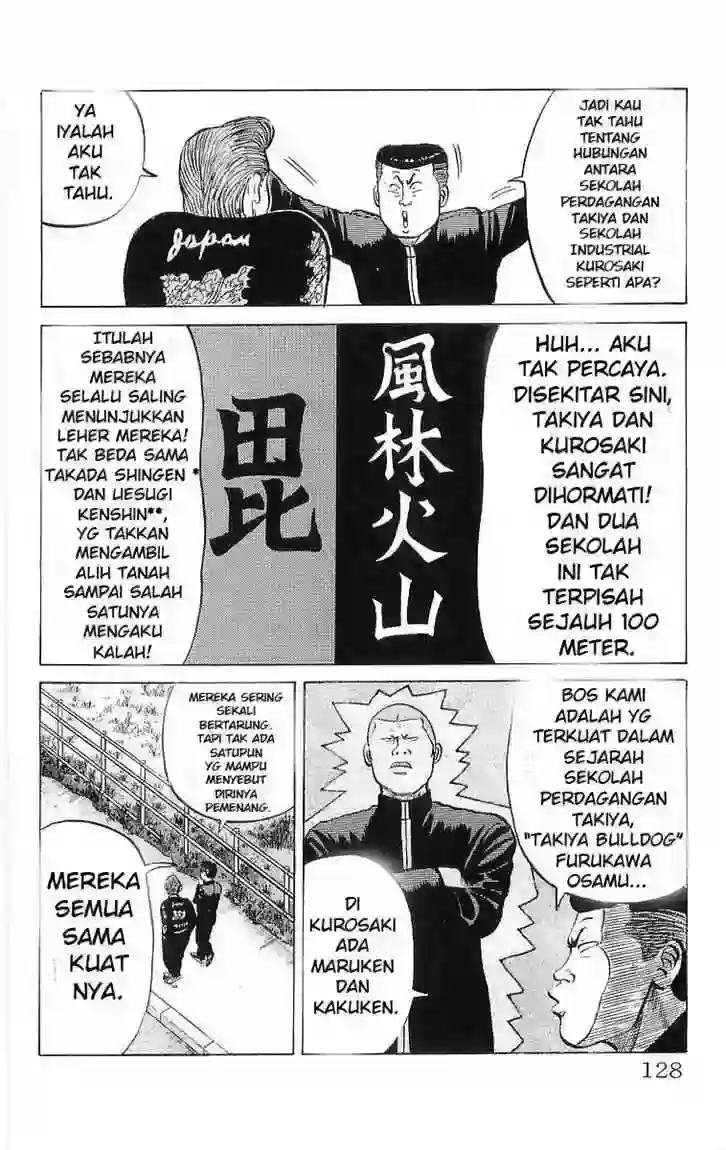 JADI KAU
TAK TAHU
TENTANG
HUBUNGAN
ANTARA
SEKOLAH
PERDAGANGAN
TAKIYA DAN
SEKOLAH
INDUSTRIAL
KUROSAKI
SEPERTI APA?
YA
IYALAH
AKU
TAK
TAHU.
Japan
HUH... AKU
TAK PERCAYA.
DISEKITAR SINI,
TAKIYA DAN
KUROSAKI
SANGAT
DIHORMATI!
DAN DUA
SEKOLAH
INI TAK
TERPISAH
SEJAUH 100
METER.
風林火山
毘
ITULAH
SEBABNYA
MEREKA
SELALU SALING
MENUNJUKKAN
LEHER MEREKA!
TAK BEDA SAMA
TAKADA SHINGEN *
DAN UESUGI
KENSHIN**,
YG TAKKAN
MENGAMBIL
ALIH TANAH
SAMPAI SALAH
SATUNYA
MENGAKU
KALAH!
BOS KAMI
ADALAH YG
TERKUAT DALAM
SEJARAH
SEKOLAH
PERDAGANGAN
TAKIYA,
"TAKIYA BULLDOG"
FURUKAWA
OSAMU...
DI
KUROSAKI
ADA
MARUKEN
DAN
KAKUKEN.
MEREKA SERING
SEKALI
BERTARUNG.
TAPI TAK ADA
SATUPUN
YG MAMPU
MENYEBUT
DIRINYA
PEMENANG.
MEREKA
SEMUA
SAMA
KUAT
NYA.
128